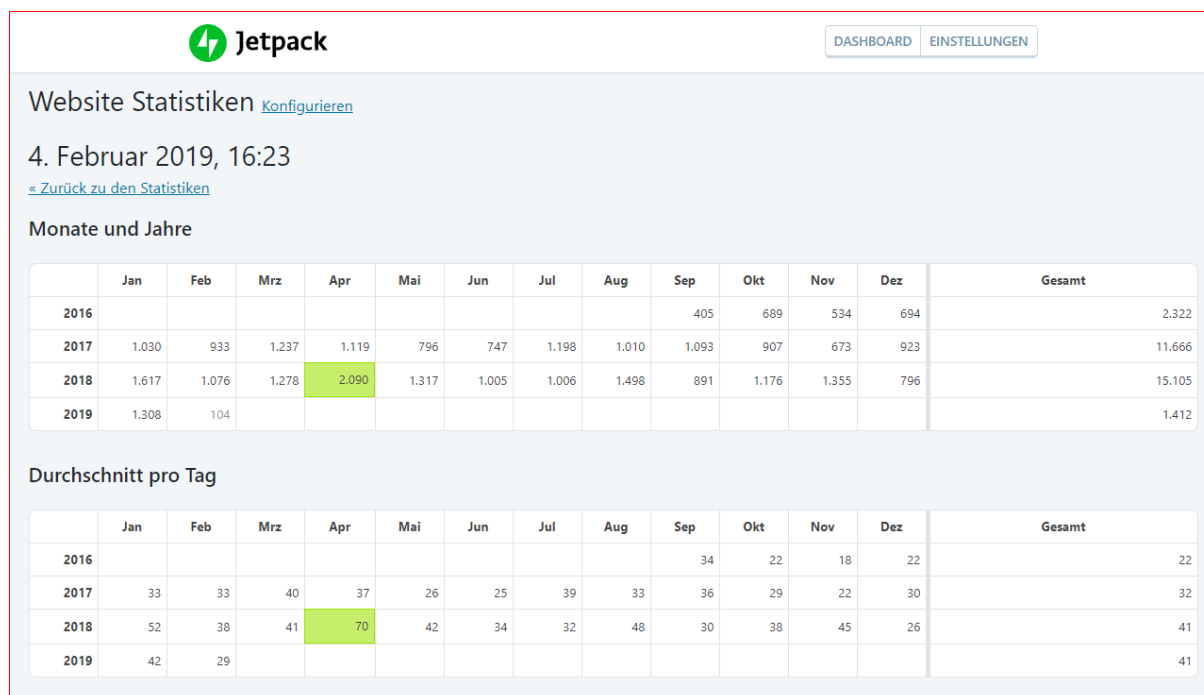 Jetpack
DASHBOARD EINSTELLUNGEN
Website Statistiken Konfigurieren
4. Februar 2019, 16:23
« Zurück zu den Statistiken
Monate und Jahre
Jan Feb Mrz Apr Mai Jun Jul Aug Sep Okt Nov Dez Gesamt
2016 405 689 534 694 2.322
2017 1.030 933 1.237 1.119 796 747 1.198 1.010 1.093 907 673 923 11.666
2018 1.617 1.076 1.278 2.090 1.317 1.005 1.006 1.498 891 1.176 1.355 796 15.105
2019 1.308 104 1.412
Durchschnitt pro Tag
Jan Feb Mrz Apr Mai Jun Jul Aug Sep Okt Nov Dez Gesamt
2016 34 22 18 22 22
2017 33 33 40 37 26 25 39 33 36 29 22 30 32
2018 52 38 41 70 42 34 32 48 30 38 45 26 41
2019 42 29 41